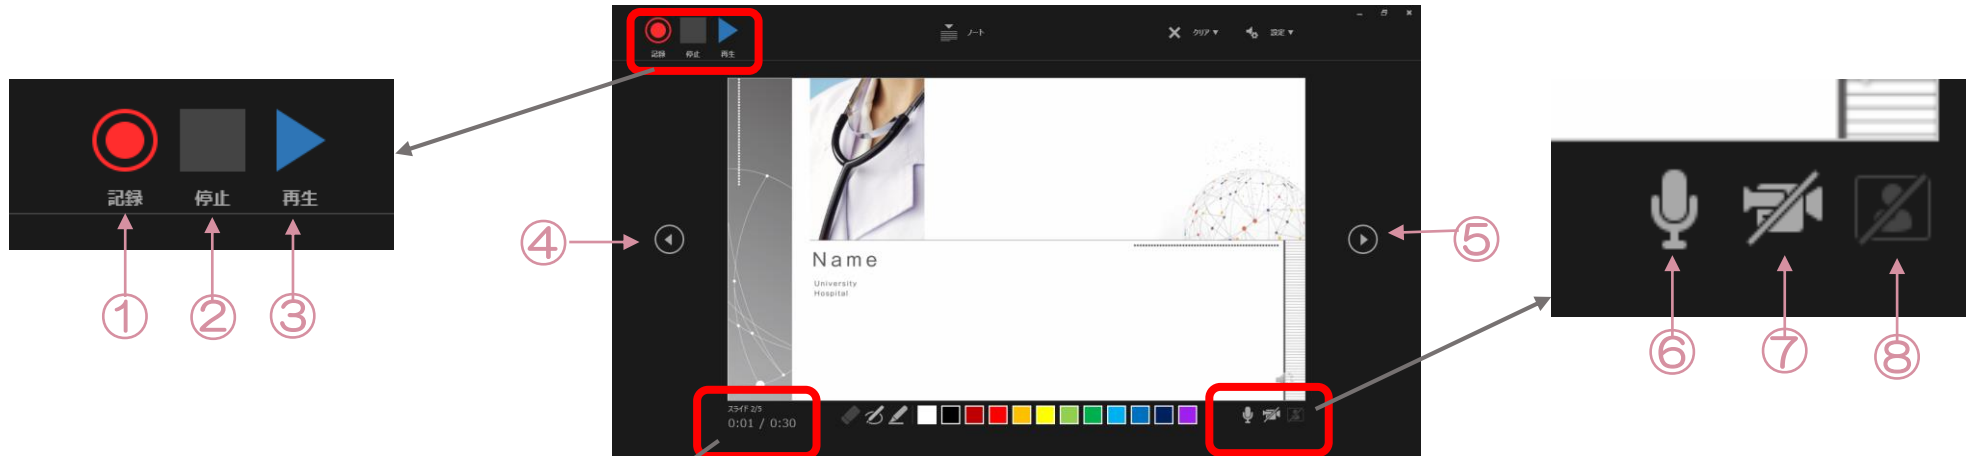 記録 停止 再生
ノート
クリア ▼
設定 ▼
記録 停止 再生
① ② ③
④
⑤
Name
University
Hospital
スライド 2/5
0:01 / 0:30
⑥ ⑦ ⑧